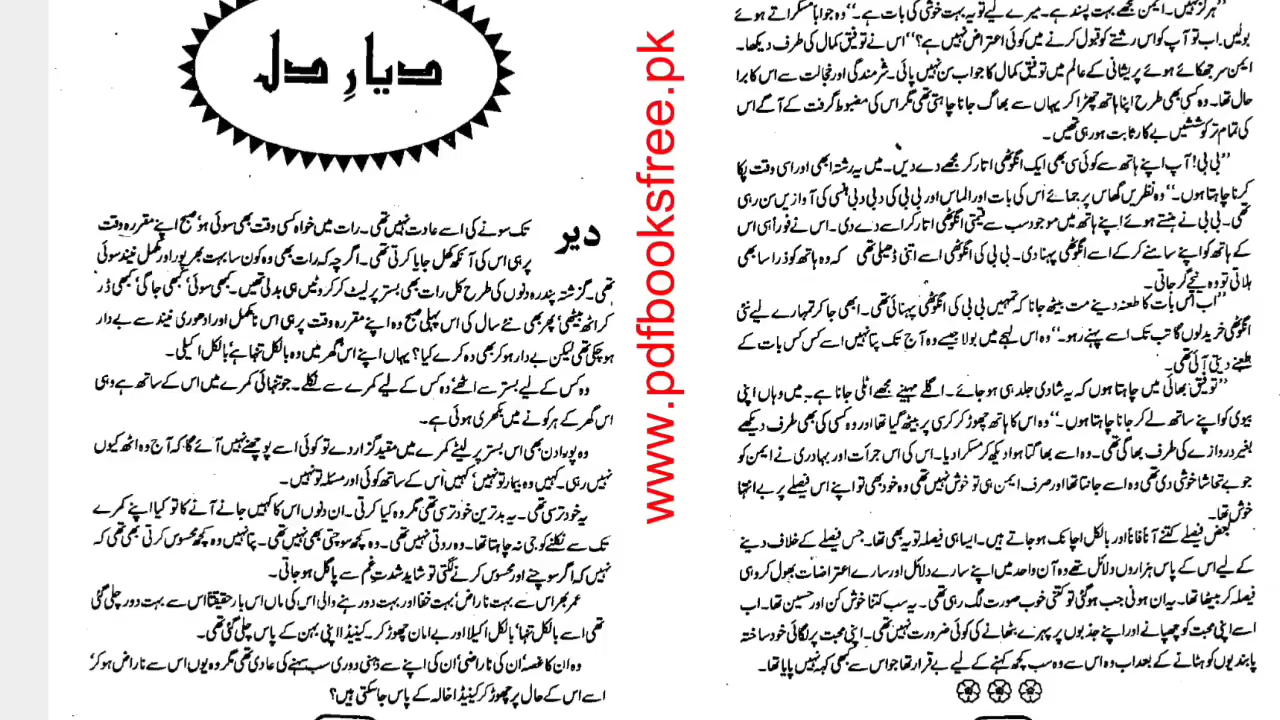 ”ہرگز نہیں۔ ایمن مجھے بہت پسند ہے۔ میرے لیے تو یہ بہت خوشی کی بات ہے۔“ وہ جواباً مسکراتے ہوئے
بولیں۔ اب تو آپ کو اس رشتے کو قبول کرنے میں کوئی اعتراض نہیں ہے؟“ اس نے توفیق کمال کی طرف دیکھا۔
ایمن سر جھکائے ہوئے پریشانی کے عالم میں توفیق کمال کا جواب سن نہیں پائی۔ شرمندگی اور خجالت سے اس کا برا
حال تھا۔ وہ کسی بھی طرح اپنا ہاتھ چھڑا کر یہاں سے بھاگ جانا چاہتی تھی مگر اس کی مضبوط گرفت کے آگے اس
کی تمام تر کوششیں بے کار ثابت ہو رہی تھیں۔
”بی بی! آپ اپنے ہاتھ سے کوئی سی بھی ایک انگوٹھی اتار کر مجھے دے دیں۔ میں یہ رشتہ ابھی اور اسی وقت پکا
کرنا چاہتا ہوں۔“ وہ نظریں گھاس پر جمائے اس کی بات اور الماس اور بی بی کی دبی دبی ہنسی کی آوازیں سن رہی
تھی۔ بی بی نے ہنستے ہوئے اپنے ہاتھ میں موجود سب سے قیمتی انگوٹھی اتار کر اسے دے دی۔ اس نے فوراً ہی اس
کے ہاتھ کو اپنے سامنے کر کے اسے انگوٹھی پہنا دی۔ بی بی کی انگوٹھی اسے اتنی ڈھیلی تھی کہ وہ ہاتھ کو ذرا سا بھی
ہلاتی تو وہ نیچے گر جاتی۔
”اب اس بات کا طعنہ دینے مت بیٹھ جانا کہ تمہیں بی بی کی انگوٹھی پہنائی تھی۔ ابھی جا کر تمہارے لیے نئی
انگوٹھی خرید لوں گا تب تک اسے پہنے رہو۔“ وہ اس لہجے میں بولا جیسے وہ آج تک پتا نہیں اسے کس کس بات کے
طعنے دیتی آئی تھی۔
”توفیق بھائی میں چاہتا ہوں کہ یہ شادی جلد ہی ہو جائے۔ اگلے مہینے مجھے اٹلی جانا ہے۔ میں وہاں اپنی
بیوی کو اپنے ساتھ لے کر جانا چاہتا ہوں۔“ وہ اس کا ہاتھ چھوڑ کر کرسی پر بیٹھ گیا تھا اور وہ کسی کی بھی طرف دیکھے
بغیر دروازے کی طرف بھاگی تھی۔ وہ اسے بھاگتا ہوا دیکھ کر مسکرا دیا۔ اس کی اس جرأت اور بہادری نے ایمن کو
جو بے تحاشا خوشی دی تھی وہ اسے جانتا تھا اور صرف ایمن ہی تو خوش نہیں تھی وہ خود بھی تو اپنے اس فیصلے پر بے انتہا
خوش تھا۔
بعض فیصلے کتنے آناً فاناً اور بالکل اچانک ہو جاتے ہیں۔ ایسا ہی فیصلہ تو یہ بھی تھا۔ جس فیصلے کے خلاف دینے
کے لیے اس کے پاس ہزاروں دلائل تھے وہ آن واحد میں اپنے سارے دلائل اور سارے اعتراضات بھول کر وہی
فیصلہ کر بیٹھا تھا۔ یہ ان ہونی جب ہو گئی تو کتنی خوب صورت لگ رہی تھی۔ یہ سب کتنا خوش کن اور حسین تھا۔ اب
اسے اپنی محبت کو چھپانے اور اپنے جذبوں پر پہرے بٹھانے کی کوئی ضرورت نہیں تھی۔ اپنی محبت پر لگائی خود ساختہ
پابندیوں کو ہٹانے کے بعد اب وہ اس سے وہ سب کچھ کہنے کے لیے بے قرار تھا جو اس سے کبھی کہہ نہیں پایا تھا۔
www.pdfbooksfree.pk
دیارِ دل
دیر تک سونے کی اسے عادت نہیں تھی۔ رات میں خواہ کسی وقت بھی سوئی ہو‘ صبح اپنے مقررہ وقت
پر ہی اس کی آنکھ کھل جایا کرتی تھی۔ اگرچہ کہ رات بھی وہ کون سا بہت بھرپور اور مکمل نیند سوئی
تھی۔ گزشتہ پندرہ دنوں کی طرح کل رات بھی بستر پر لیٹ کر کروٹیں ہی بدلی تھیں۔ کبھی سوئی‘ کبھی جاگی‘ کبھی ڈر
کر اٹھ بیٹھی‘ پھر بھی نئے سال کی اس پہلی صبح وہ اپنے مقررہ وقت پر ہی اس نامکمل اور ادھوری نیند سے بے دار
ہو چکی تھی لیکن بے دار ہو کر بھی وہ کرے کیا؟ یہاں اپنے اس گھر میں وہ بالکل تنہا ہے‘ بالکل اکیلی۔
وہ کس کے لیے بستر سے اٹھے‘ وہ کس کے لیے کمرے سے نکلے۔ جو تنہائی کمرے میں اس کے ساتھ ہے وہی
اس گھر کے ہر کونے میں بکھری ہوئی ہے۔
وہ پورا دن بھی اس بستر پر لیٹے کمرے میں مقید گزار دے تو کوئی اسے پوچھنے نہیں آئے گا کہ آج وہ اٹھ کیوں
نہیں رہی۔ کہیں وہ بیمار تو نہیں‘ کہیں اس کے ساتھ کوئی اور مسئلہ تو نہیں۔
یہ خود ترسی تھی۔ یہ بدترین خود ترسی تھی مگر وہ کیا کرتی۔ ان دنوں اس کا کہیں جانے آنے کا تو کیا اپنے کمرے
تک سے نکلنے کو جی نہ چاہتا تھا۔ وہ روتی نہیں تھی۔ وہ کچھ سوچتی بھی نہیں تھی۔ پتا نہیں وہ کچھ محسوس کرتی بھی تھی کہ
نہیں کہ اگر سوچنے اور محسوس کرنے لگتی تو شاید شدت غم سے پاگل ہو جاتی۔
عمر بھر اس سے بہت ناراض‘ بہت خفا اور بہت دور رہنے والی اس کی ماں اس بار حقیقتاً اس سے بہت دور چلی گئی
تھی اسے بالکل تنہا‘ بالکل اکیلا اور بے امان چھوڑ کر۔ کینیڈا اپنی بہن کے پاس چلی گئی تھی۔
وہ ان کا غصہ‘ ان کی ناراضی‘ ان کی اپنے سے ذہنی دوری سب سہنے کی عادی تھی مگر وہ یوں اس سے ناراض ہو کر‘
اسے اس کے حال پر چھوڑ کر کینیڈا خالہ کے پاس جا سکتی ہیں؟